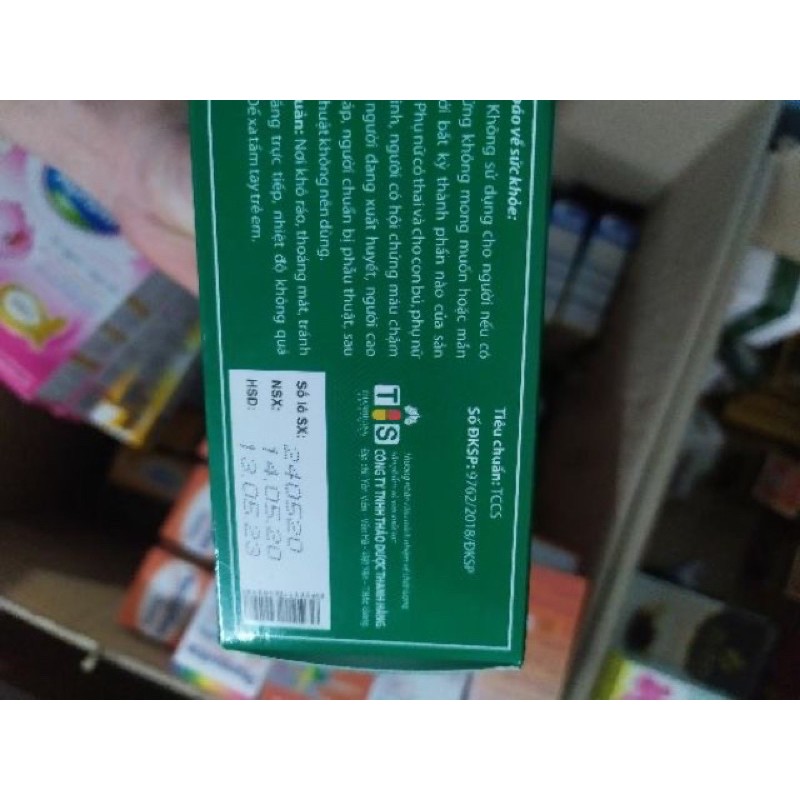 báo về sức khỏe:
Không sử dụng cho người nếu có
ứng không mong muốn hoặc mẫn
ới bất kỳ thành phần nào của sản
Phụ nữ có thai và cho con bú, phụ nữ
inh, người có hội chứng máu chậm
người đang xuất huyết, người cao
áp, người chuẩn bị phẫu thuật, sau
huật không nên dùng.
uản: Nơi khô ráo, thoáng mát, tránh
ắng trực tiếp, nhiệt độ không quá
Để xa tầm tay trẻ em.
Tiêu chuẩn: TCCS
Số ĐKSP: 9762/2018/ĐKSP
THS
CÔNG TY TNHH THẢO DƯỢC THANH HẰNG
Số lô SX: 240520
NSX: 14.05.20
HSD: 13.05.23